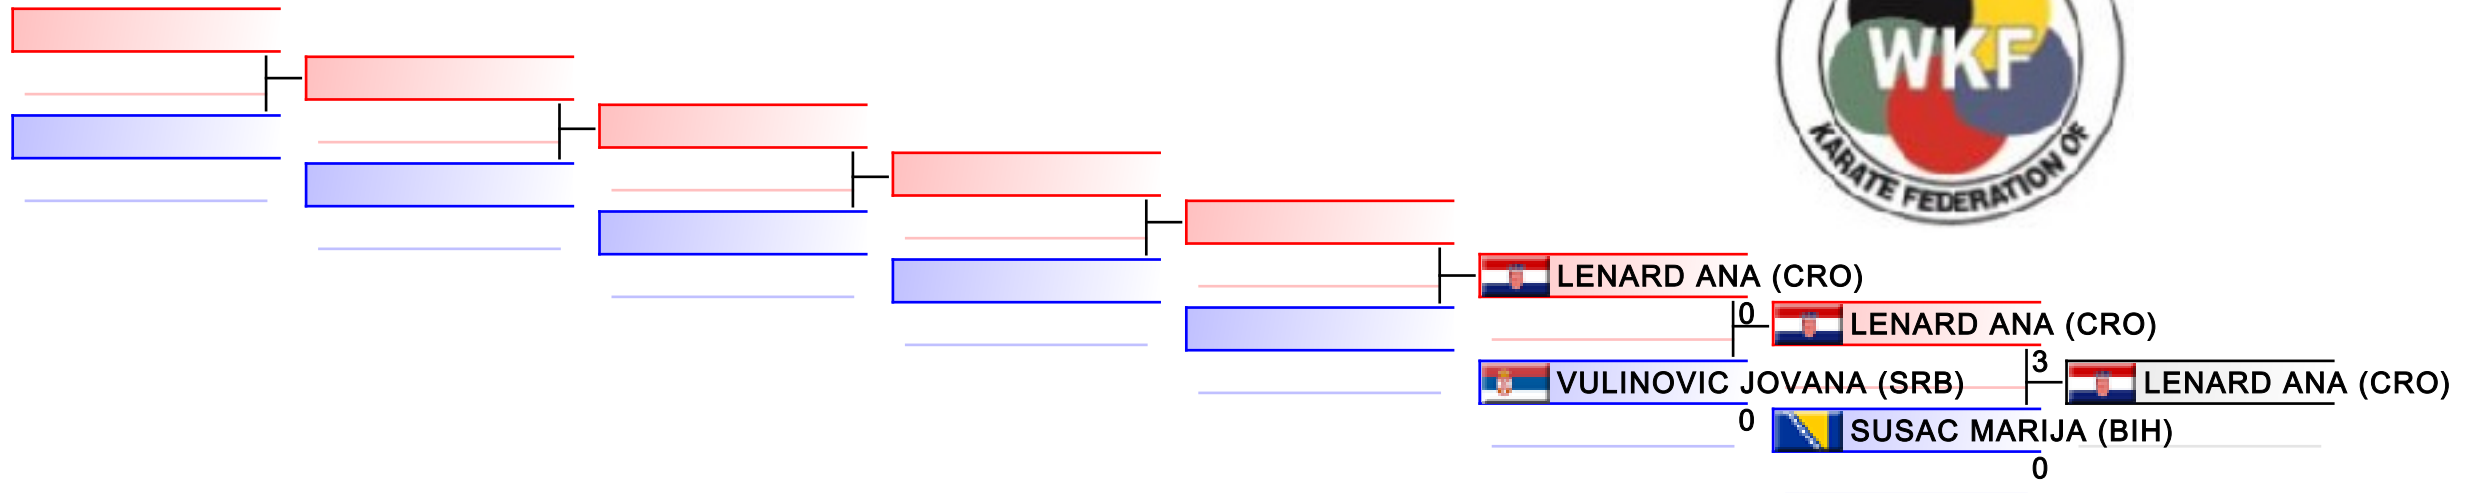 WKF
KARATE FEDERATION OF
LENARD ANA (CRO)
0
LENARD ANA (CRO)
3
VULINOVIC JOVANA (SRB)
LENARD ANA (CRO)
0
SUSAC MARIJA (BIH)
0